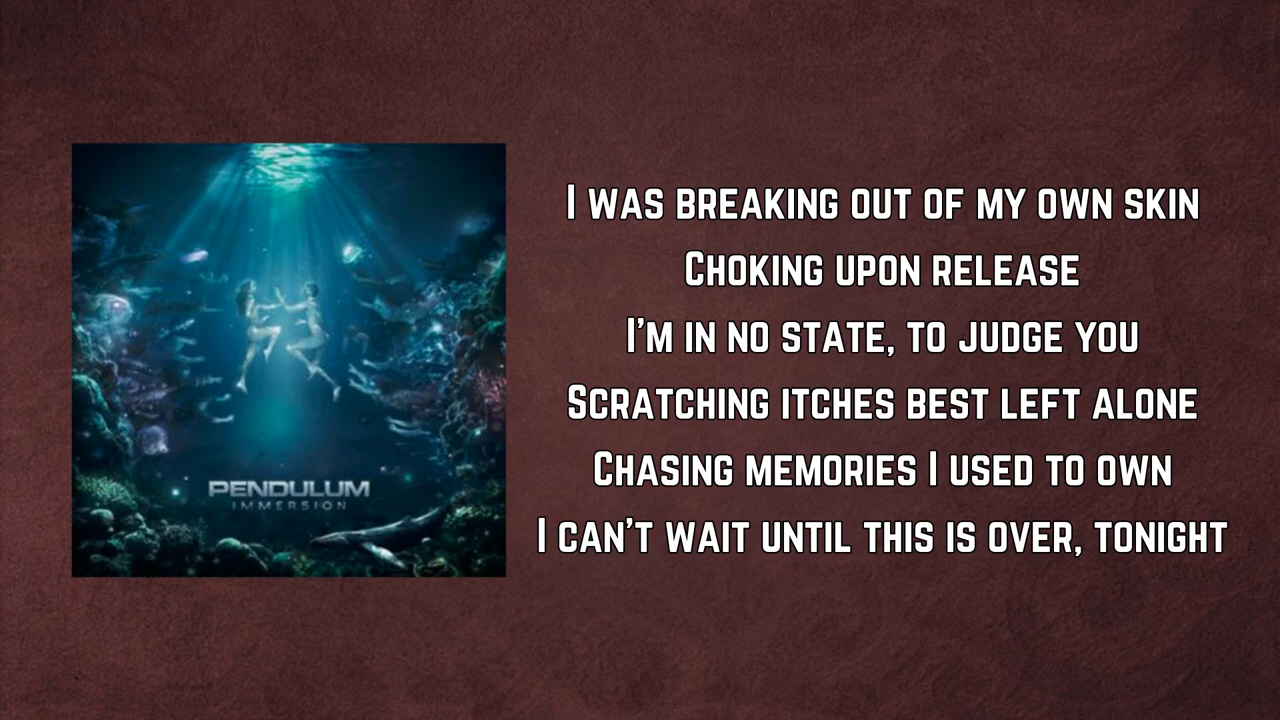 PENDULUM
IMMERSION
I WAS BREAKING OUT OF MY OWN SKIN
CHOKING UPON RELEASE
I'M IN NO STATE, TO JUDGE YOU
SCRATCHING ITCHES BEST LEFT ALONE
CHASING MEMORIES I USED TO OWN
I CAN'T WAIT UNTIL THIS IS OVER, TONIGHT